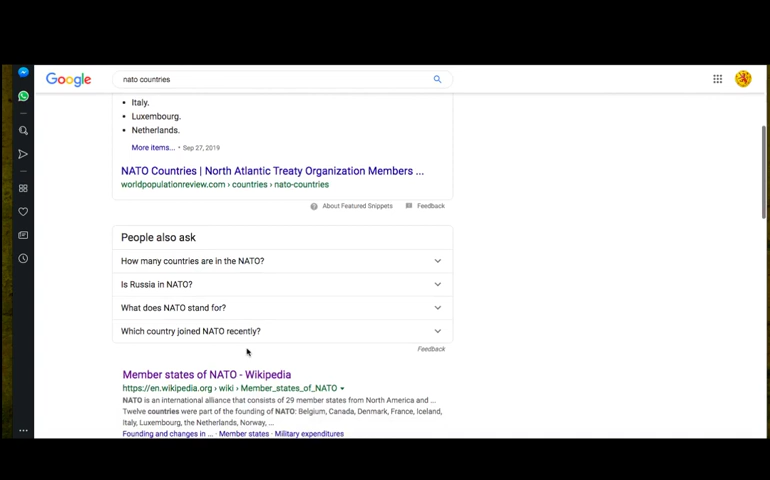 Google
nato countries
• Italy.
• Luxembourg.
• Netherlands.
More items... • Sep 27, 2019
NATO Countries | North Atlantic Treaty Organization Members ...
worldpopulationreview.com › countries › nato-countries
About Featured Snippets Feedback
People also ask
How many countries are in the NATO?
Is Russia in NATO?
What does NATO stand for?
Which country joined NATO recently?
Feedback
Member states of NATO - Wikipedia
https://en.wikipedia.org › wiki › Member_states_of_NATO
NATO is an international alliance that consists of 29 member states from North America and ...
Twelve countries were part of the founding of NATO: Belgium, Canada, Denmark, France, Iceland,
Italy, Luxembourg, the Netherlands, Norway, ...
Founding and changes in ... · Member states · Military expenditures